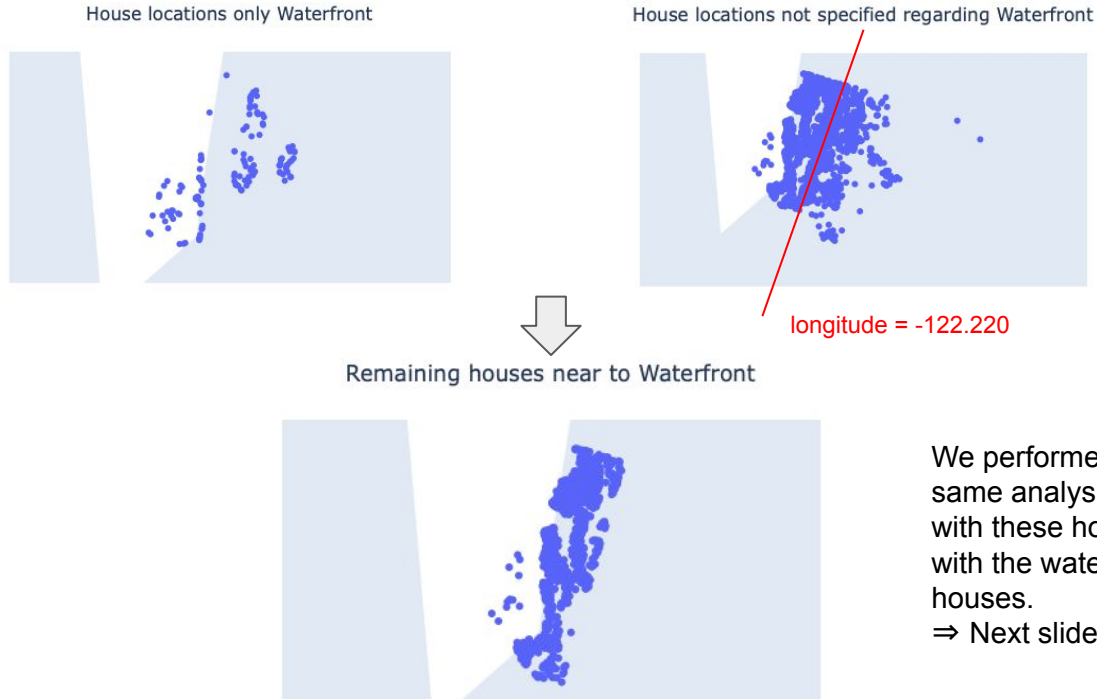 House locations only Waterfront
House locations not specified regarding Waterfront
longitude = -122.220
Remaining houses near to Waterfront
We performe
same analys
with these ho
with the wate
houses.
⇒ Next slide